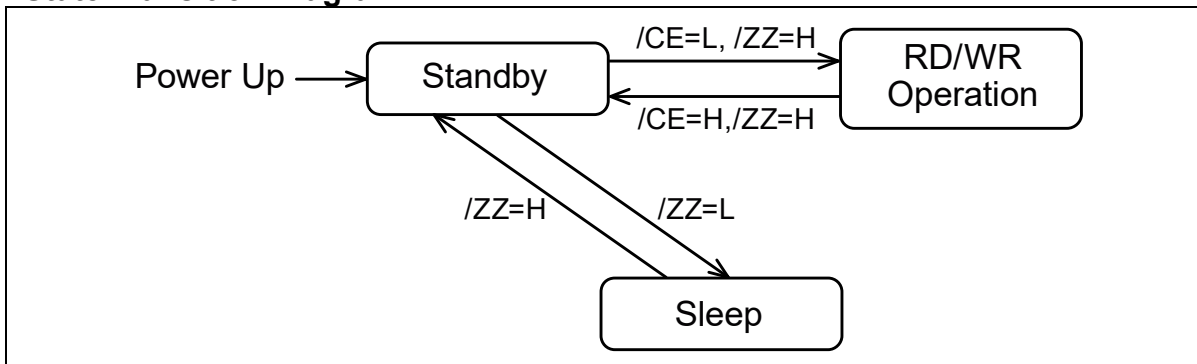 /CE=L, /ZZ=H
Power Up
Standby
RD/WR
Operation
/CE=H,/ZZ=H
/ZZ=H
/ZZ=L
Sleep